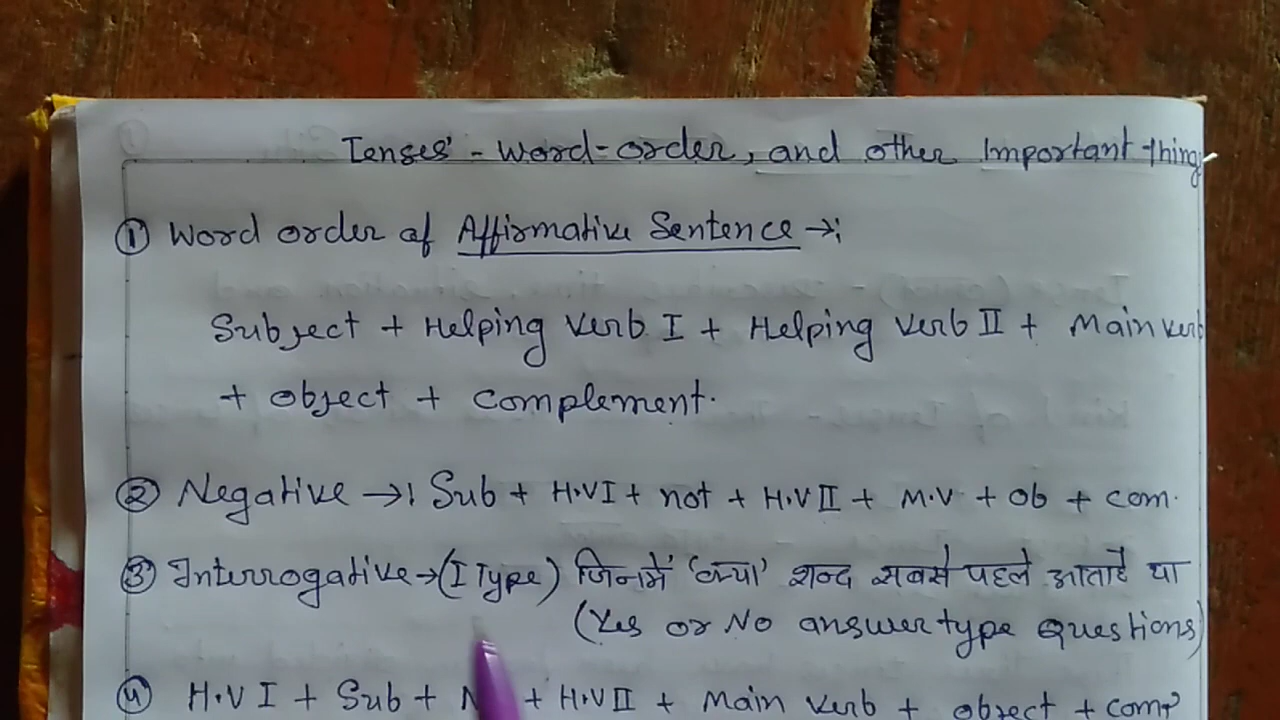 Tenses' - Word-order, and other Important thing
① Word order of Affirmative Sentence →;
Subject + Helping Verb I + Helping Verb II + Main verb
+ object + Complement.
② Negative →; Sub + H.V I + not + H.V II + M.V + Ob + com.
③ Interrogative → (I Type) जिनमें 'क्या' शब्द सबसे पहले आता है या
(Yes or No answer type questions)
④ H.V I + Sub + + H.V II + Main verb + object + com?